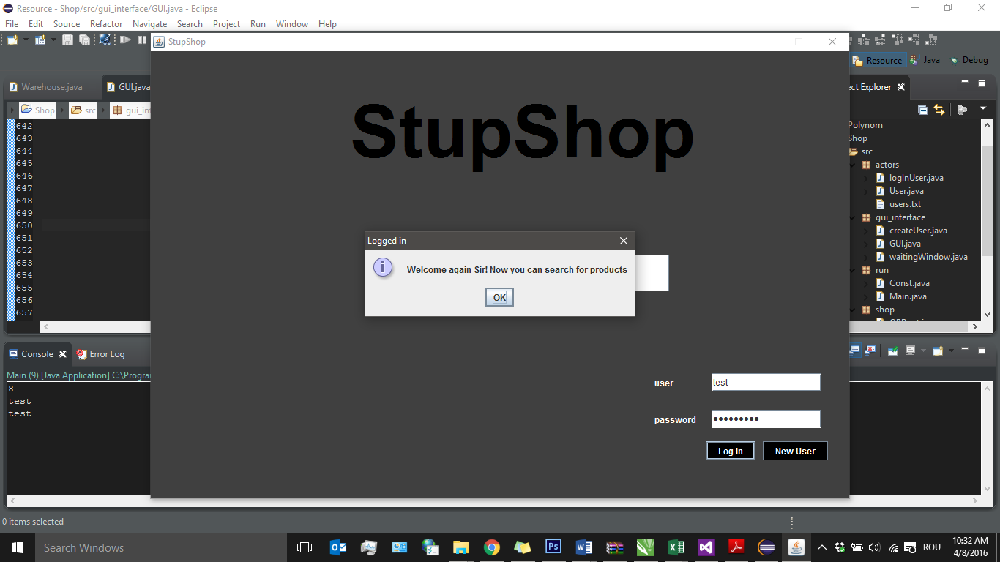 Resource - Shop/src/gui_interface/GUI.java - Eclipse
File Edit Source Refactor Navigate Search Project Run Window Help
StupShop
Resource Java Debug
Warehouse.java GUI.java
ect Explorer
Shop src gui_in
642
643
644
645
646
647
648
649
650
651
652
653
654
655
656
657
StupShop
Polynom
Shop
src
actors
logInUser.java
User.java
users.txt
gui_interface
createUser.java
GUI.java
waitingWindow.java
run
Const.java
Main.java
shop
Logged in
Welcome again Sir! Now you can search for products
OK
Console Error Log
Main (9) [Java Application] C:\Progra
8
test
test
user test
password
Log in New User
0 items selected
Search Windows
ROU
10:32 AM
4/8/2016